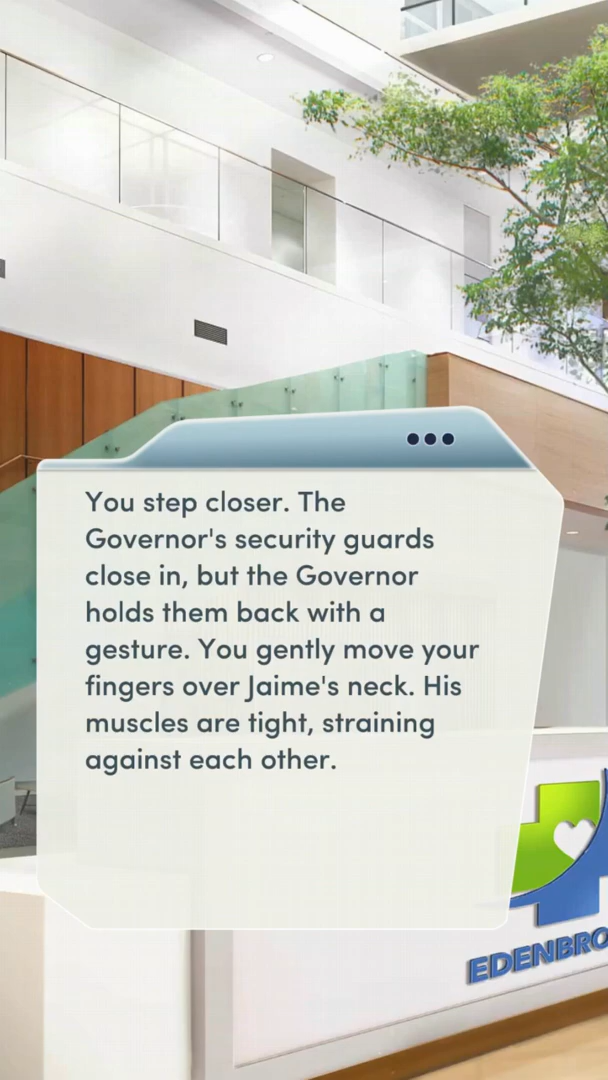 You step closer. The
Governor's security guards
close in, but the Governor
holds them back with a
gesture. You gently move your
fingers over Jaime's neck. His
muscles are tight, straining
against each other.
EDENBRO